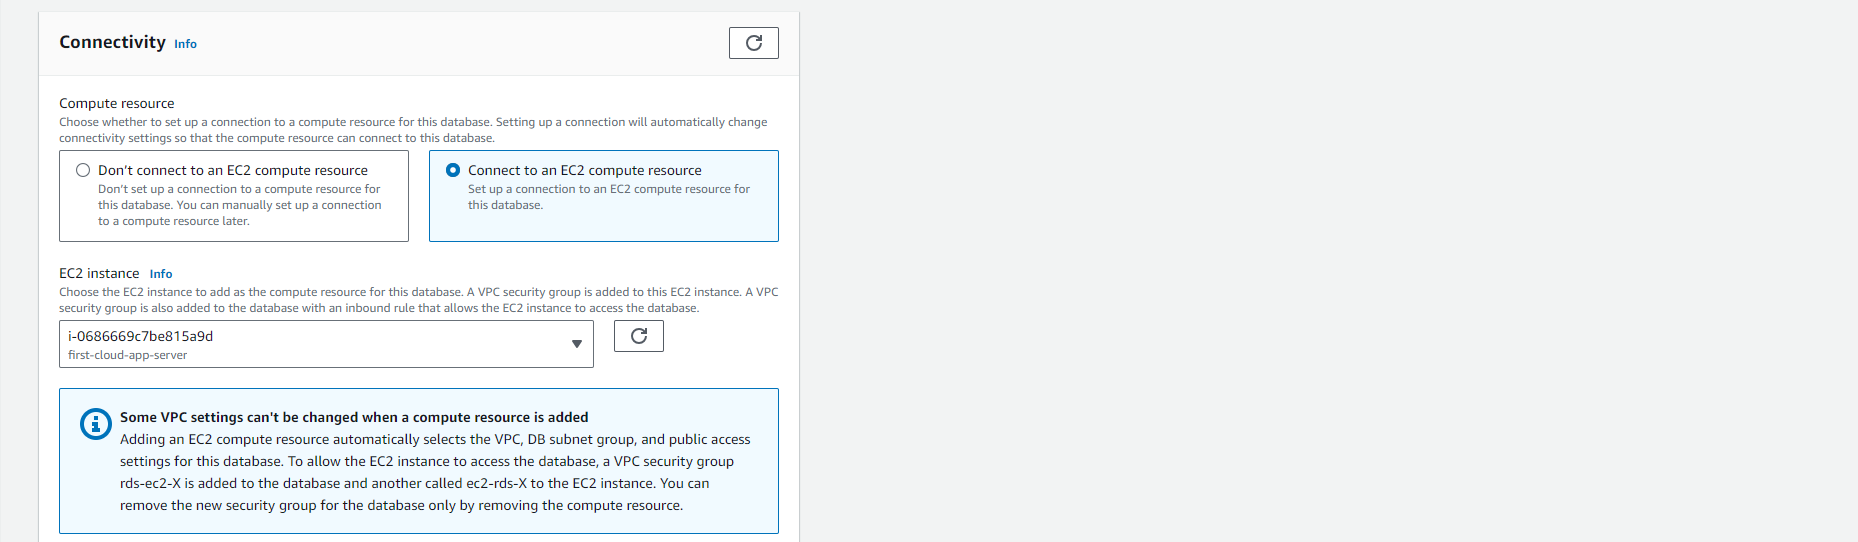 Connectivity Info
Compute resource
Choose whether to set up a connection to a compute resource for this database. Setting up a connection will automatically change
connectivity settings so that the compute resource can connect to this database.
Don't connect to an EC2 compute resource
Don't set up a connection to a compute resource for
this database. You can manually set up a connection
to a compute resource later.
Connect to an EC2 compute resource
Set up a connection to an EC2 compute resource for
this database.
EC2 instance Info
Choose the EC2 instance to add as the compute resource for this database. A VPC security group is added to this EC2 instance. A VPC
security group is also added to the database with an inbound rule that allows the EC2 instance to access the database.
i-0686669c7be815a9d
first-cloud-app-server
Some VPC settings can't be changed when a compute resource is added
Adding an EC2 compute resource automatically selects the VPC, DB subnet group, and public access
settings for this database. To allow the EC2 instance to access the database, a VPC security group
rds-ec2-X is added to the database and another called ec2-rds-X to the EC2 instance. You can
remove the new security group for the database only by removing the compute resource.